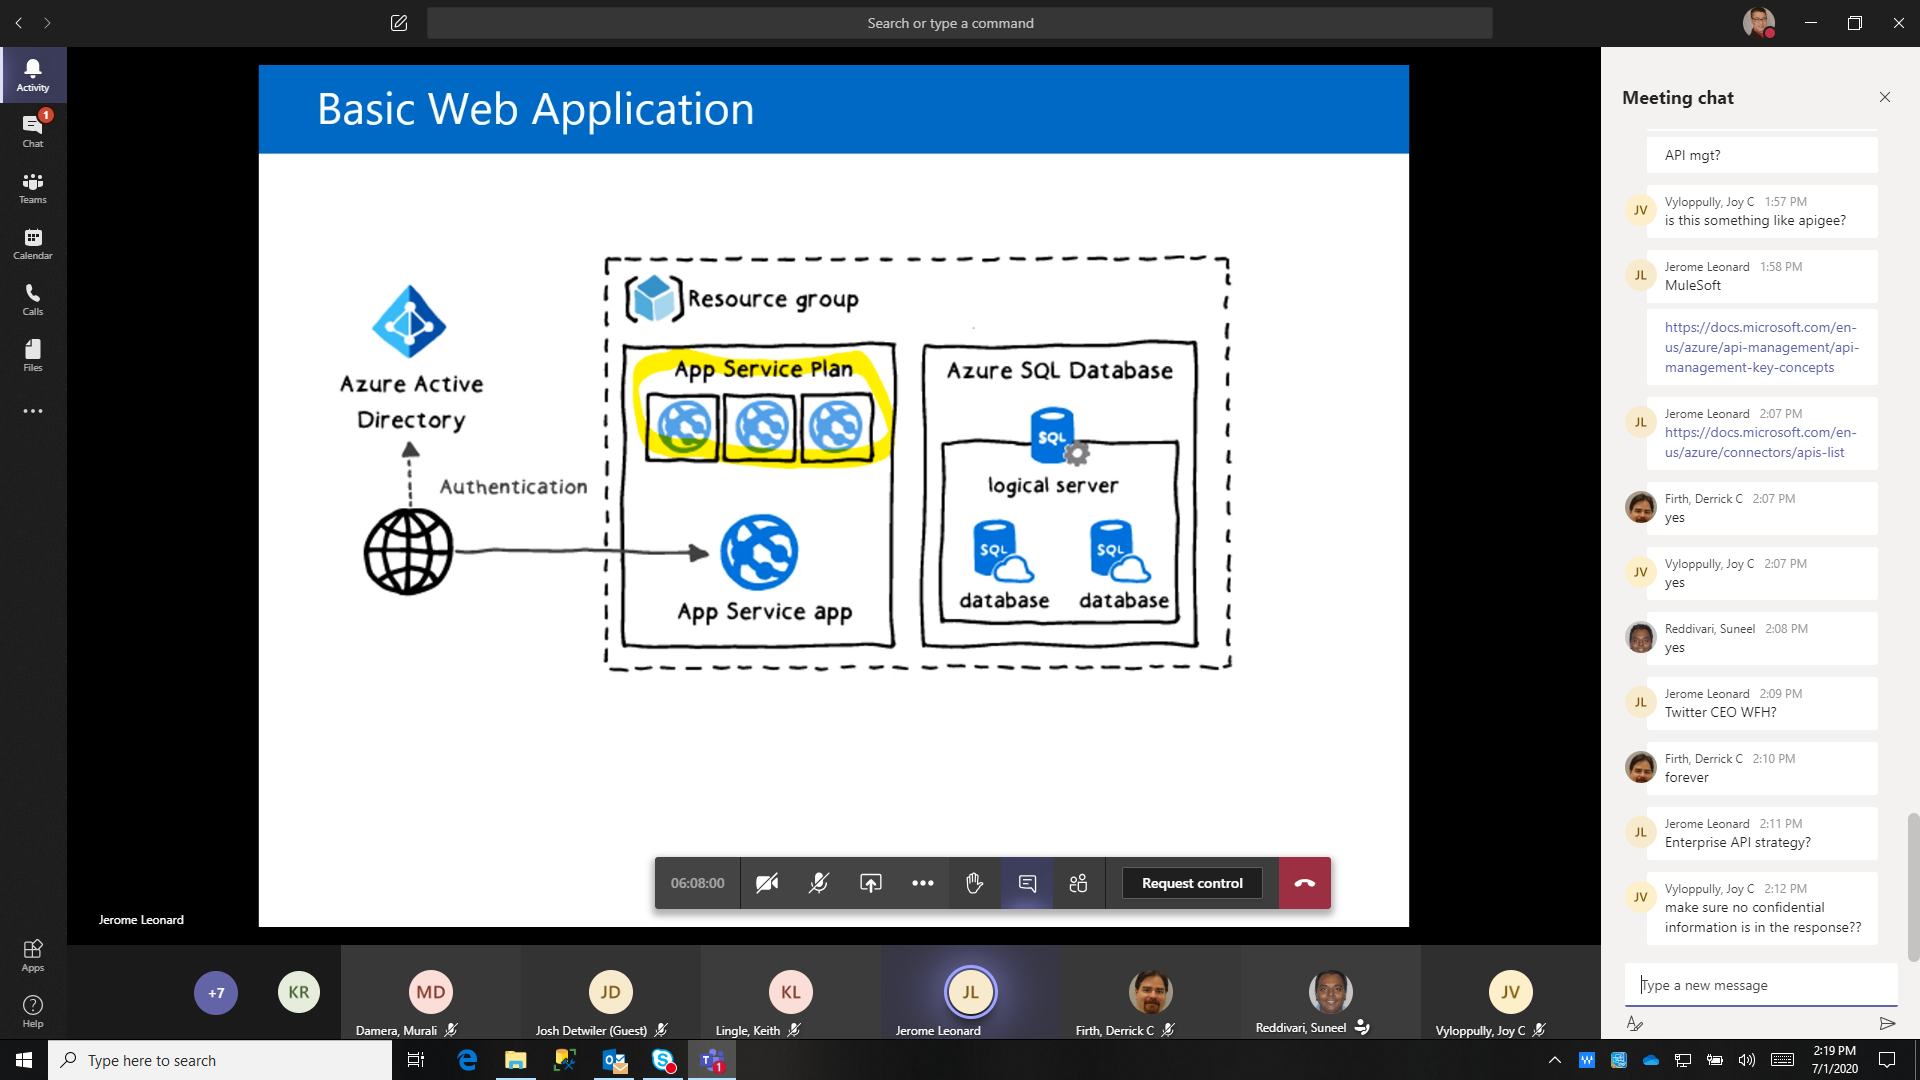 Search or type a command
Activity
1
Chat
Teams
Calendar
Calls
Files
Apps
Help
Basic Web Application
Azure Active
Directory
Authentication
Resource group
App Service Plan
App Service app
Azure SQL Database
SQL
logical server
SQL
SQL
database
database
06:08:00
Request control
Jerome Leonard
+7
KR
MD
Damera, Murali
JD
Josh Detwiler (Guest)
KL
Lingle, Keith
JL
Jerome Leonard
Firth, Derrick C
Reddivari, Suneel
JV
Vyloppully, Joy C
Meeting chat
API mgt?
JV
Vyloppully, Joy C 1:57 PM
is this something like apigee?
JL
Jerome Leonard 1:58 PM
MuleSoft
https://docs.microsoft.com/en-
us/azure/api-management/api-
management-key-concepts
JL
Jerome Leonard 2:07 PM
https://docs.microsoft.com/en-
us/azure/connectors/apis-list
Firth, Derrick C 2:07 PM
yes
JV
Vyloppully, Joy C 2:07 PM
yes
Reddivari, Suneel 2:08 PM
yes
JL
Jerome Leonard 2:09 PM
Twitter CEO WFH?
Firth, Derrick C 2:10 PM
forever
JL
Jerome Leonard 2:11 PM
Enterprise API strategy?
JV
Vyloppully, Joy C 2:12 PM
make sure no confidential
information is in the response??
Type a new message
Type here to search
2:19 PM
7/1/2020